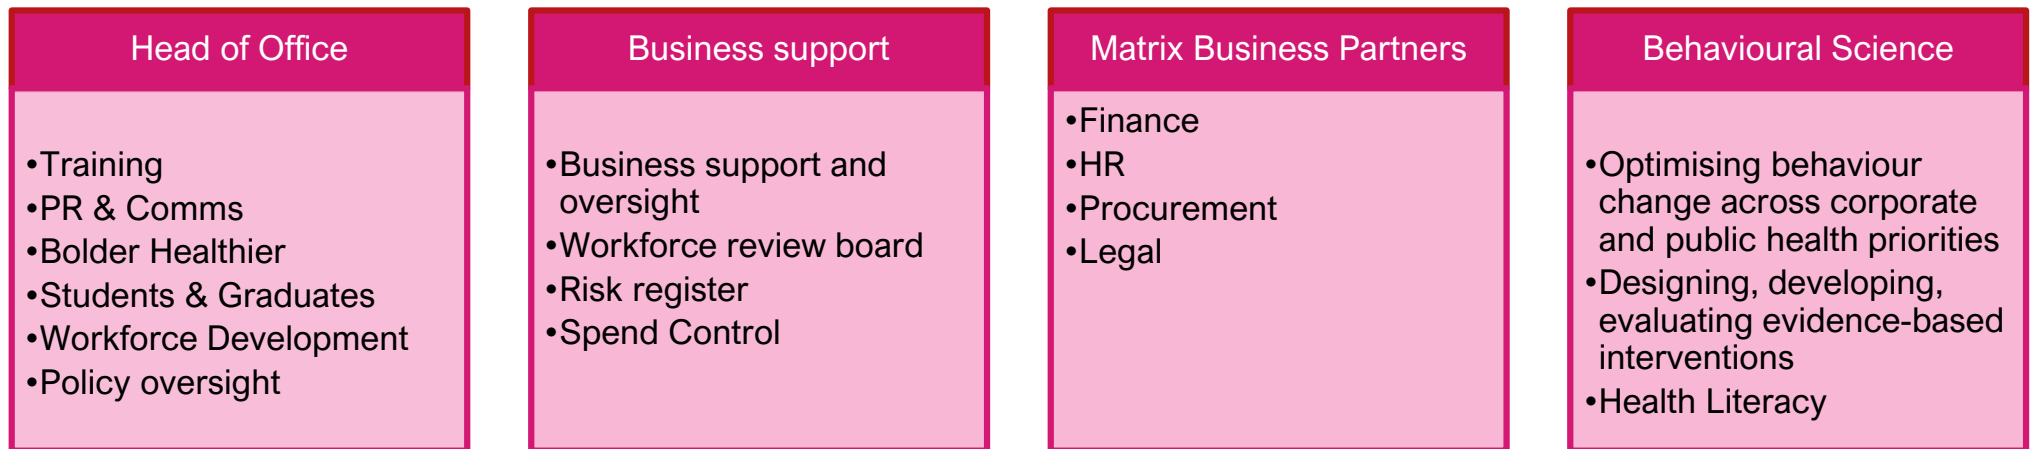 Head of Office
•Training
•PR & Comms
•Bolder Healthier
•Students & Graduates
•Workforce Development
•Policy oversight
Business support
•Business support and
oversight
•Workforce review board
•Risk register
•Spend Control
Matrix Business Partners
•Finance
•HR
•Procurement
•Legal
Behavioural Science
•Optimising behaviour
change across corporate
and public health priorities
•Designing, developing,
evaluating evidence-based
interventions
•Health Literacy